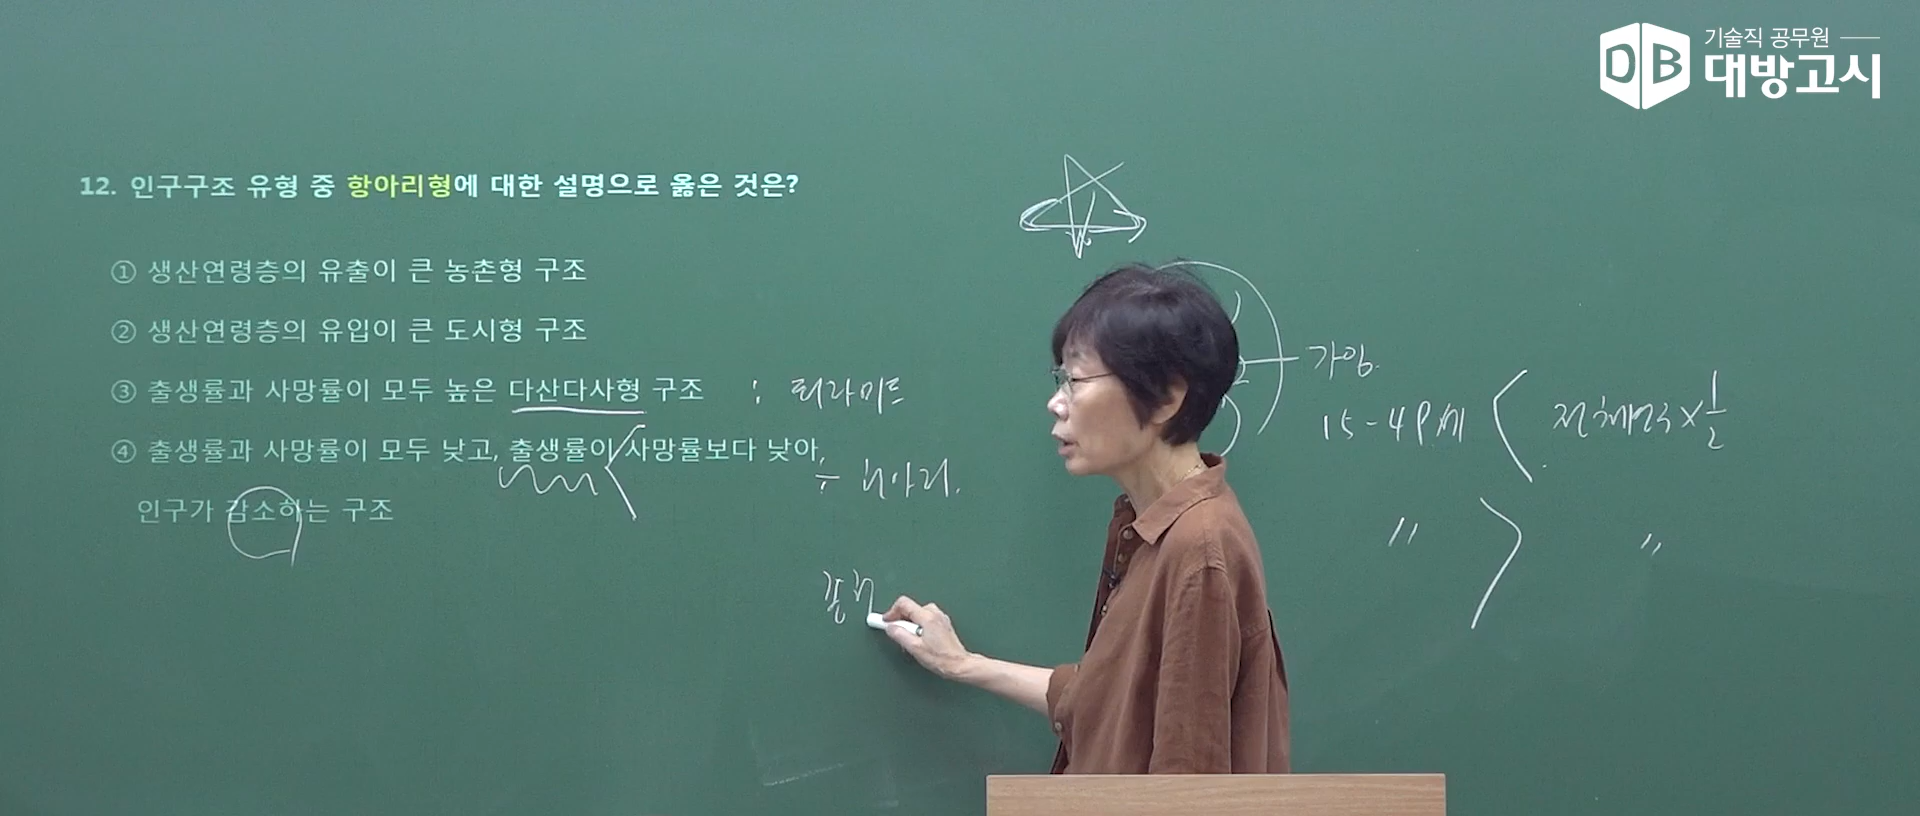 기술직 공무원
DB 대방고시
12. 인구구조 유형 중 항아리형에 대한 설명으로 옳은 것은?
① 생산연령층의 유출이 큰 농촌형 구조
② 생산연령층의 유입이 큰 도시형 구조
③ 출생률과 사망률이 모두 높은 다산다사형 구조 : 피라미드
④ 출생률과 사망률이 모두 낮고, 출생률이 사망률보다 낮아,
인구가 감소하는 구조
항아리.
가임
15-49세 < 전체인구 × 1/2
" > "